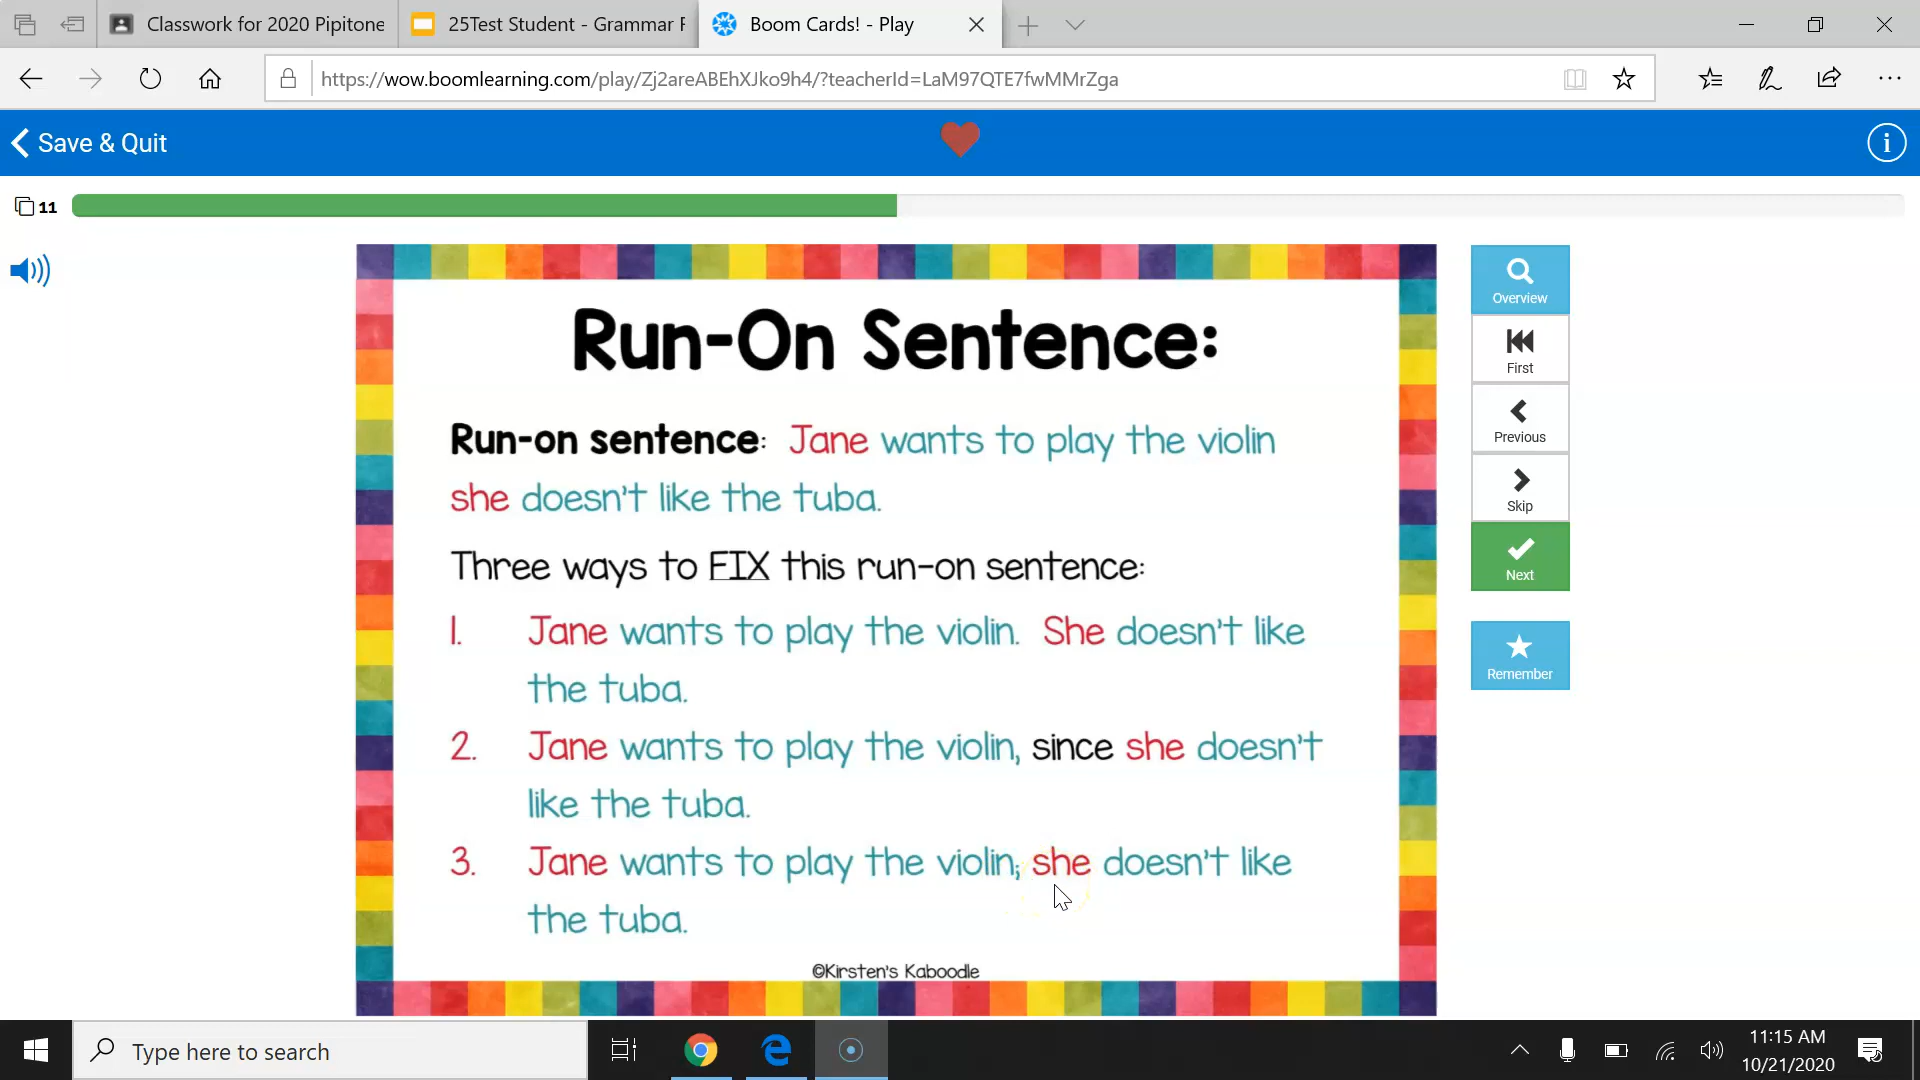 Classwork for 2020 Pipitone
25Test Student - Grammar F
Boom Cards! - Play
https://wow.boomlearning.com/play/Zj2areABEhXJko9h4/?teacherId=LaM97QTE7fwMMrZga
Save & Quit
11
Run-On Sentence:
Run-on sentence: Jane wants to play the violin
she doesn't like the tuba.
Three ways to FIX this run-on sentence:
1. Jane wants to play the violin. She doesn't like
the tuba.
2. Jane wants to play the violin, since she doesn't
like the tuba.
3. Jane wants to play the violin; she doesn't like
the tuba.
©Kirsten's Kaboodle
Overview
First
Previous
Skip
Next
Remember
Type here to search
11:15 AM
10/21/2020